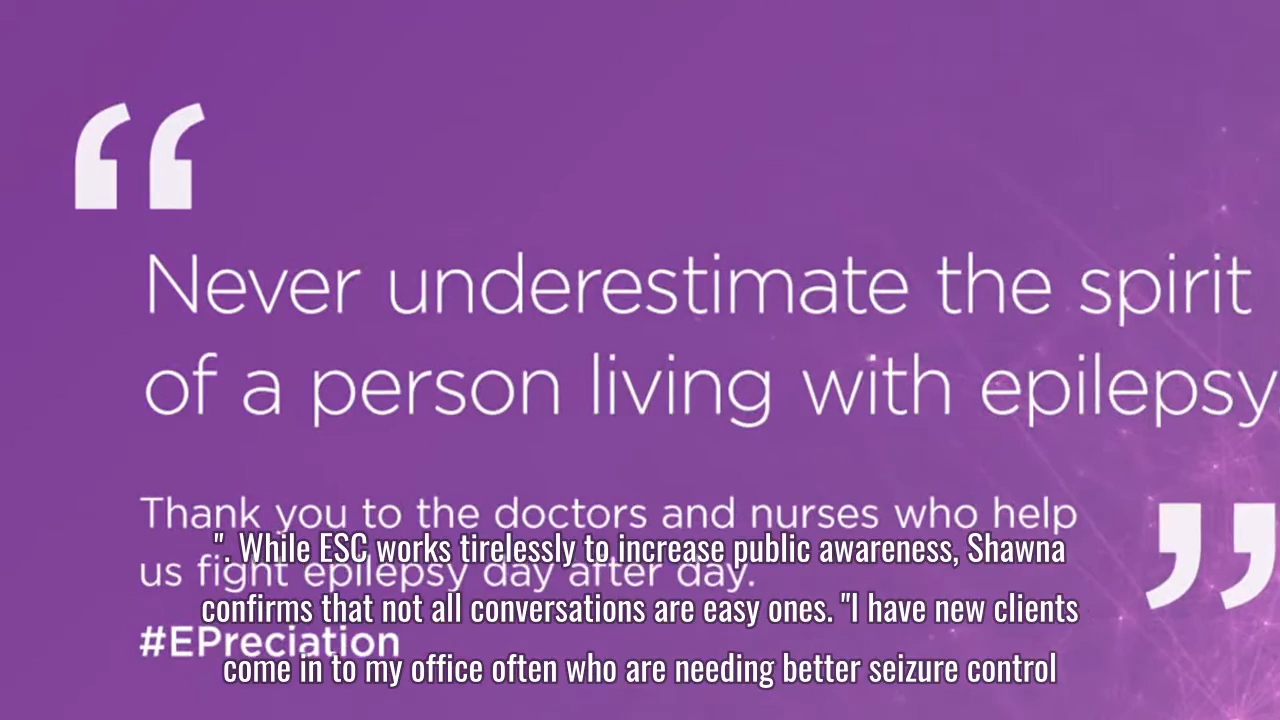 “
Never underestimate the spirit
of a person living with epilepsy
”
Thank you to the doctors and nurses who help
us fight epilepsy day after day.
#EPreciation
". While ESC works tirelessly to increase public awareness, Shawna
confirms that not all conversations are easy ones. "I have new clients
come in to my office often who are needing better seizure control